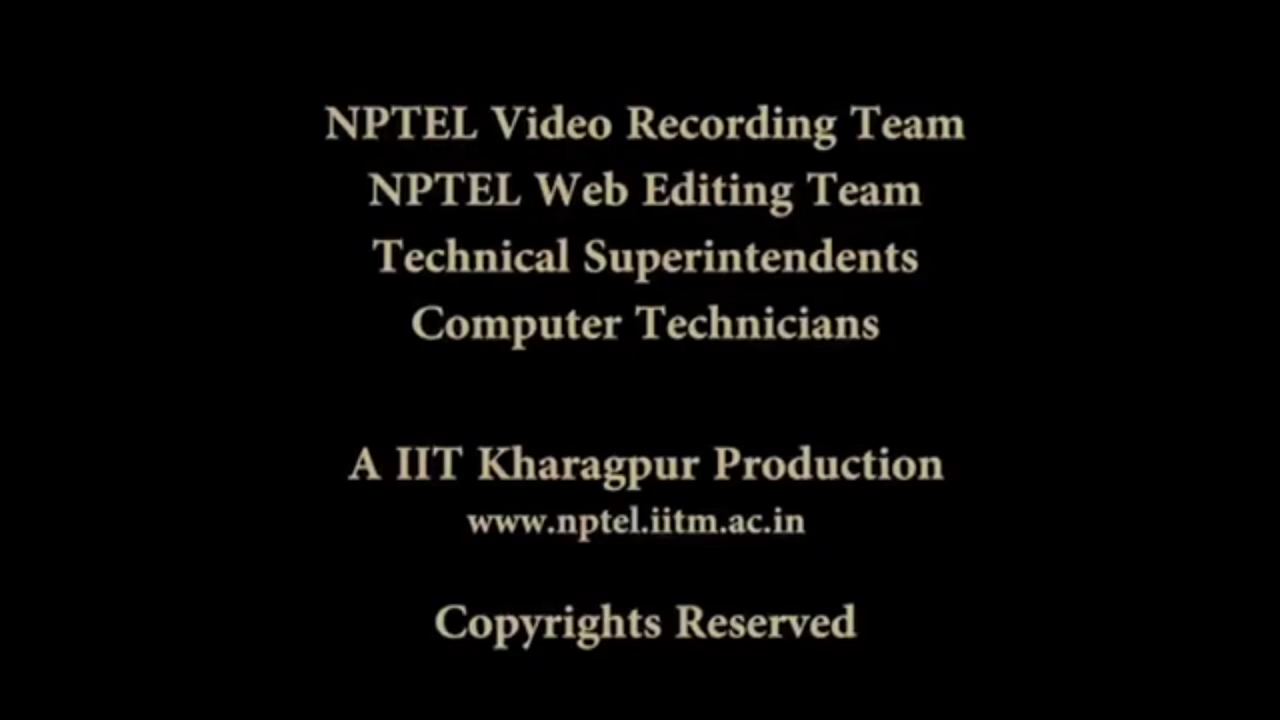 NPTEL Video Recording Team
NPTEL Web Editing Team
Technical Superintendents
Computer Technicians
A IIT Kharagpur Production
www.nptel.iitm.ac.in
Copyrights Reserved